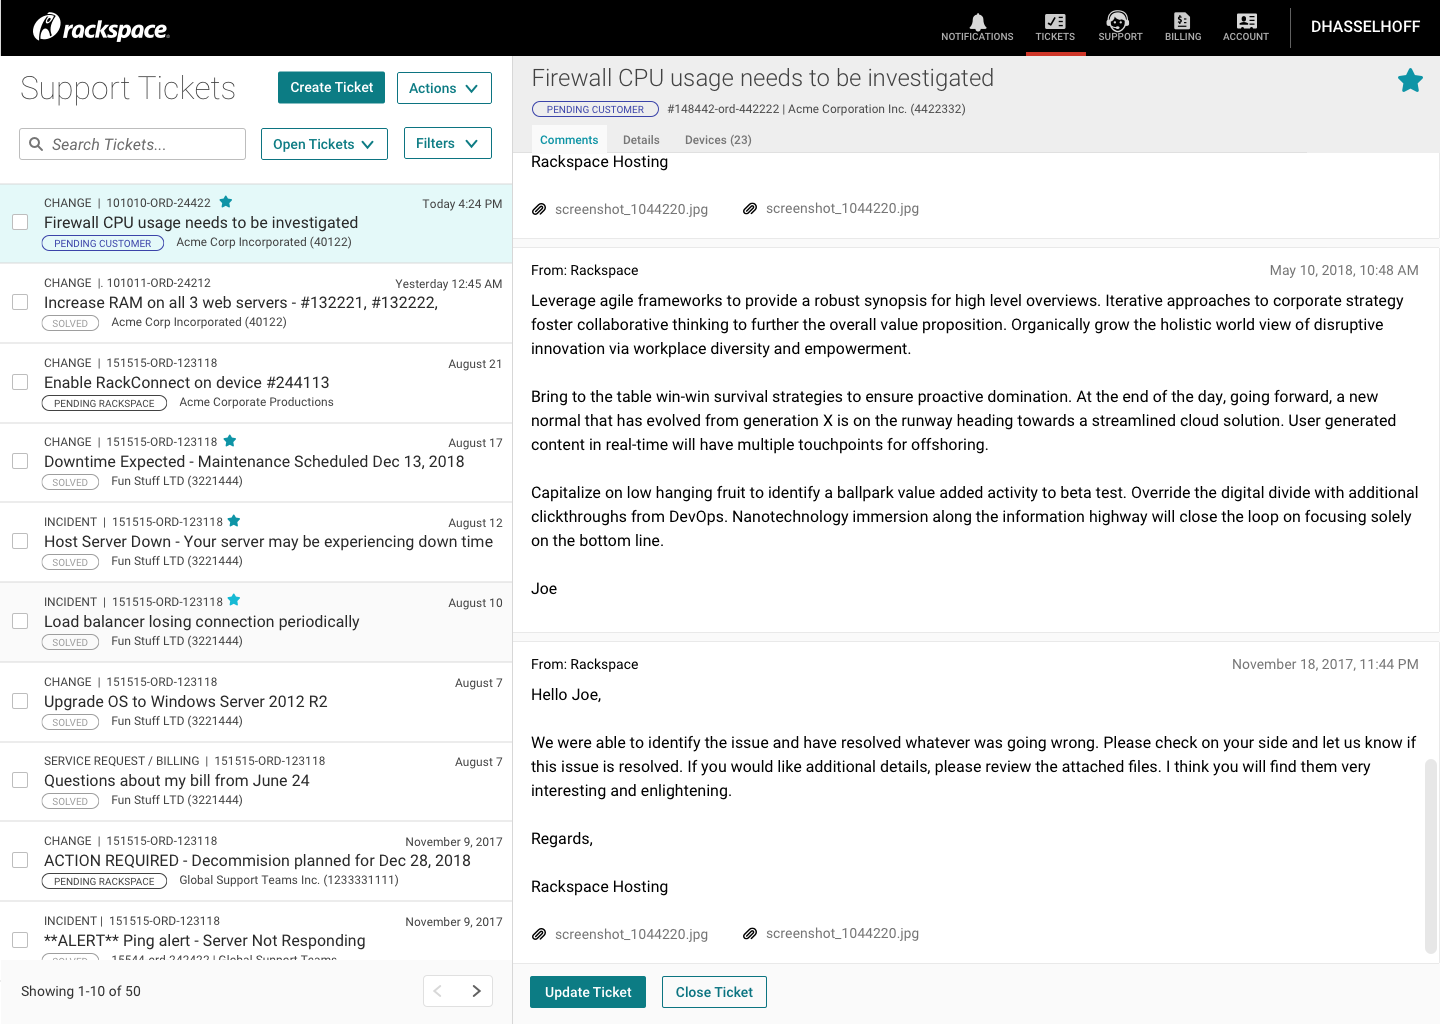 rackspace
NOTIFICATIONS
TICKETS
SUPPORT
BILLING
ACCOUNT
DHASSELHOFF
Support Tickets
Create Ticket
Actions
Search Tickets...
Open Tickets
Filters
CHANGE | 101010-ORD-24422
Today 4:24 PM
Firewall CPU usage needs to be investigated
PENDING CUSTOMER Acme Corp Incorporated (40122)
CHANGE |. 101011-ORD-24212
Yesterday 12:45 AM
Increase RAM on all 3 web servers - #132221, #132222,
SOLVED Acme Corp Incorporated (40122)
CHANGE | 151515-ORD-123118
August 21
Enable RackConnect on device #244113
PENDING RACKSPACE Acme Corporate Productions
CHANGE | 151515-ORD-123118
August 17
Downtime Expected - Maintenance Scheduled Dec 13, 2018
SOLVED Fun Stuff LTD (3221444)
INCIDENT | 151515-ORD-123118
August 12
Host Server Down - Your server may be experiencing down time
SOLVED Fun Stuff LTD (3221444)
INCIDENT | 151515-ORD-123118
August 10
Load balancer losing connection periodically
SOLVED Fun Stuff LTD (3221444)
CHANGE | 151515-ORD-123118
August 7
Upgrade OS to Windows Server 2012 R2
SOLVED Fun Stuff LTD (3221444)
SERVICE REQUEST / BILLING | 151515-ORD-123118
August 7
Questions about my bill from June 24
SOLVED Fun Stuff LTD (3221444)
CHANGE | 151515-ORD-123118
November 9, 2017
ACTION REQUIRED - Decommision planned for Dec 28, 2018
PENDING RACKSPACE Global Support Teams Inc. (1233331111)
INCIDENT | 151515-ORD-123118
November 9, 2017
**ALERT** Ping alert - Server Not Responding
SOLVED 15544-ord-242422 | Global Support Teams
Showing 1-10 of 50
Firewall CPU usage needs to be investigated
PENDING CUSTOMER #148442-ord-442222 | Acme Corporation Inc. (4422332)
Comments Details Devices (23)
Rackspace Hosting
screenshot_1044220.jpg screenshot_1044220.jpg
From: Rackspace
May 10, 2018, 10:48 AM
Leverage agile frameworks to provide a robust synopsis for high level overviews. Iterative approaches to corporate strategy
foster collaborative thinking to further the overall value proposition. Organically grow the holistic world view of disruptive
innovation via workplace diversity and empowerment.
Bring to the table win-win survival strategies to ensure proactive domination. At the end of the day, going forward, a new
normal that has evolved from generation X is on the runway heading towards a streamlined cloud solution. User generated
content in real-time will have multiple touchpoints for offshoring.
Capitalize on low hanging fruit to identify a ballpark value added activity to beta test. Override the digital divide with additional
clickthroughs from DevOps. Nanotechnology immersion along the information highway will close the loop on focusing solely
on the bottom line.
Joe
From: Rackspace
November 18, 2017, 11:44 PM
Hello Joe,
We were able to identify the issue and have resolved whatever was going wrong. Please check on your side and let us know if
this issue is resolved. If you would like additional details, please review the attached files. I think you will find them very
interesting and enlightening.
Regards,
Rackspace Hosting
screenshot_1044220.jpg screenshot_1044220.jpg
Update Ticket
Close Ticket